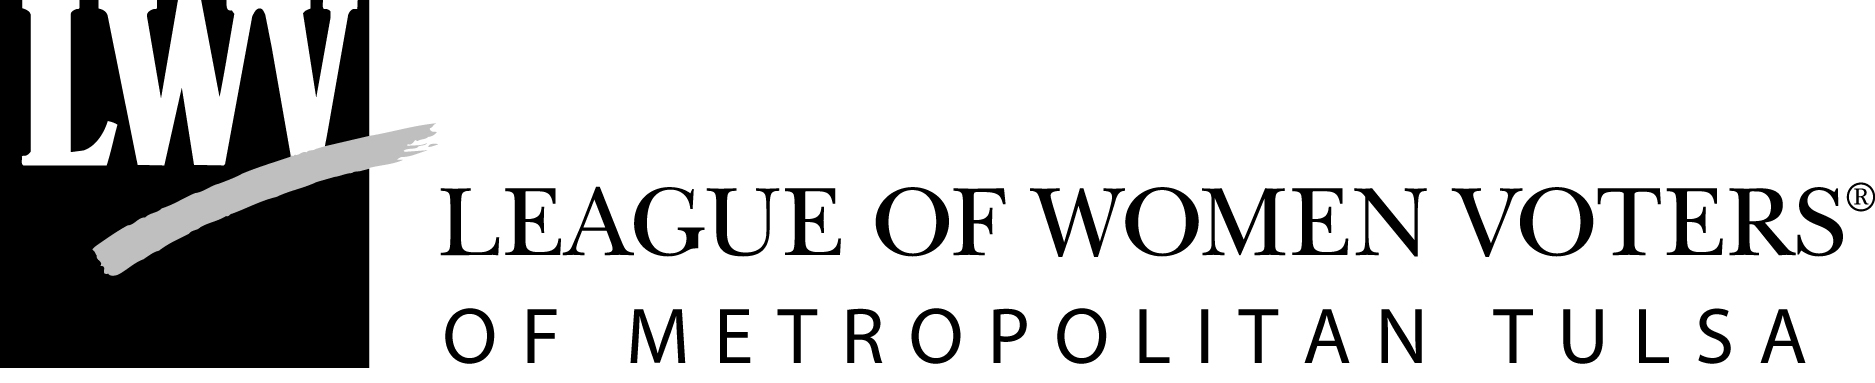 LWV
LEAGUE OF WOMEN VOTERS®
OF METROPOLITAN TULSA